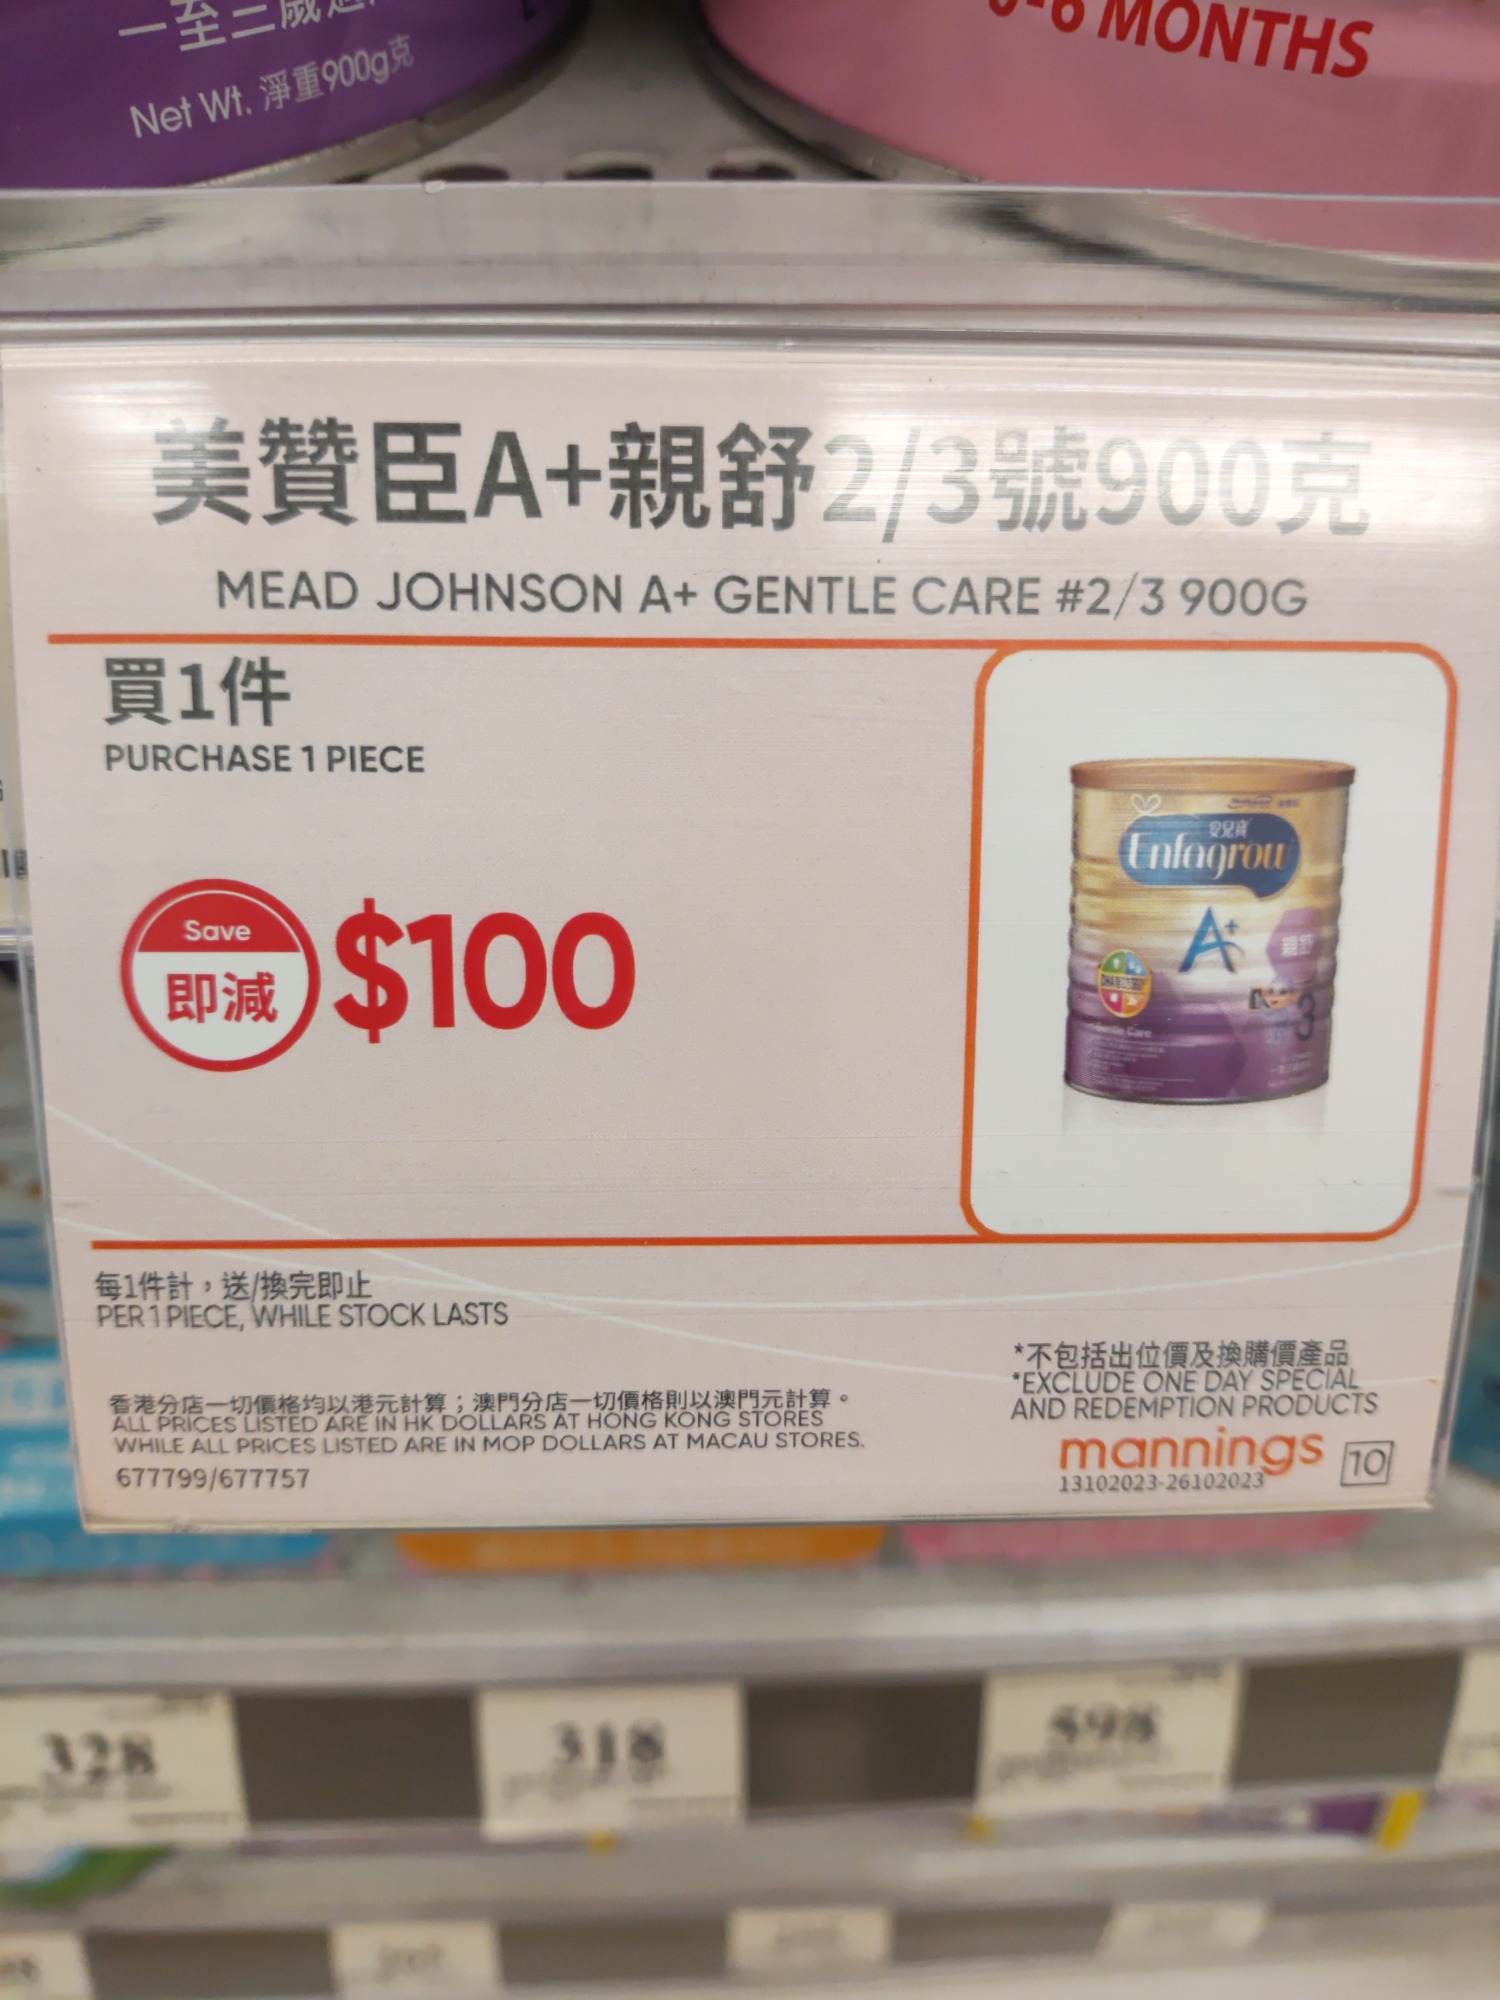 Net Wt. 淨重900g克
MONTHS
美贊臣A+親舒2/3號900克
MEAD JOHNSON A+ GENTLE CARE #2/3 900G
買1件
PURCHASE 1 PIECE
Save
即減
$100
安兒寶
Enfagrow
A+
親舒
Gentle Care
3
每1件計，送/換完即止
PER 1 PIECE, WHILE STOCK LASTS
*不包括出位價及換購價產品
*EXCLUDE ONE DAY SPECIAL
AND REDEMPTION PRODUCTS
香港分店一切價格均以港元計算；澳門分店一切價格則以澳門元計算。
ALL PRICES LISTED ARE IN HK DOLLARS AT HONG KONG STORES
WHILE ALL PRICES LISTED ARE IN MOP DOLLARS AT MACAU STORES.
677799/677757
mannings
13102023-26102023
10
328
318
598